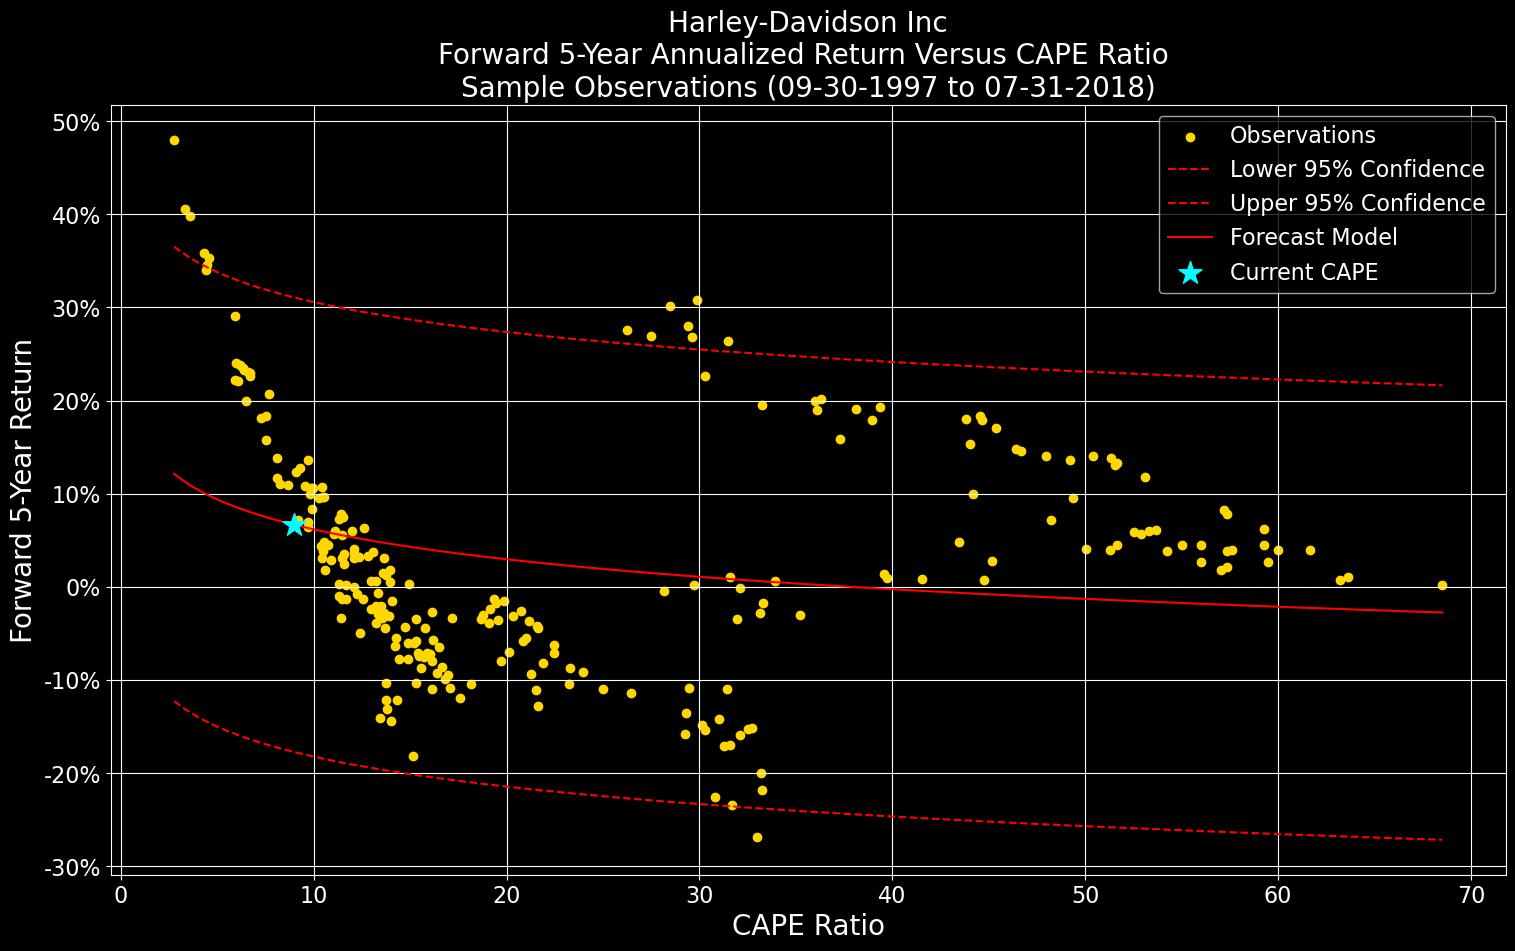 Harley-Davidson Inc
Forward 5-Year Annualized Return Versus CAPE Ratio
Sample Observations (09-30-1997 to 07-31-2018)
Observations
Lower 95% Confidence
Upper 95% Confidence
Forecast Model
Current CAPE
Forward 5-Year Return
50%
40%
30%
20%
10%
0%
-10%
-20%
-30%
0 10 20 30 40 50 60 70
CAPE Ratio